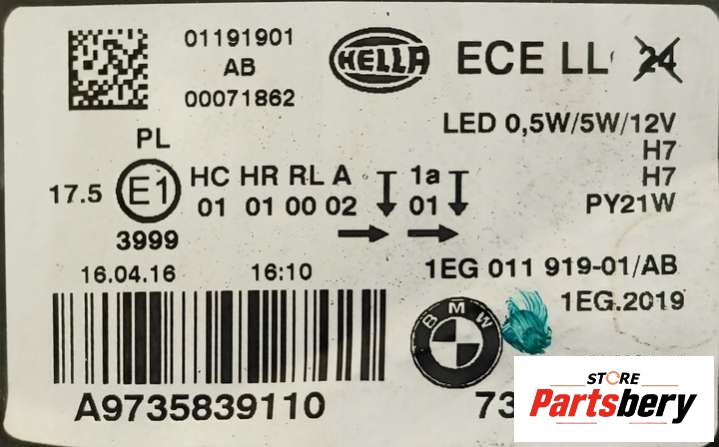 01191901
AB
00071862
HELLA
ECE LL 24
LED 0,5W/5W/12V
H7
H7
PY21W
PL
17.5 E1 HC HR RL A 1a
01 01 00 02 01
3999
16.04.16 16:10
1EG 011 919-01/AB
1EG.2019
BMW
A9735839110
73
STORE
Partsbery